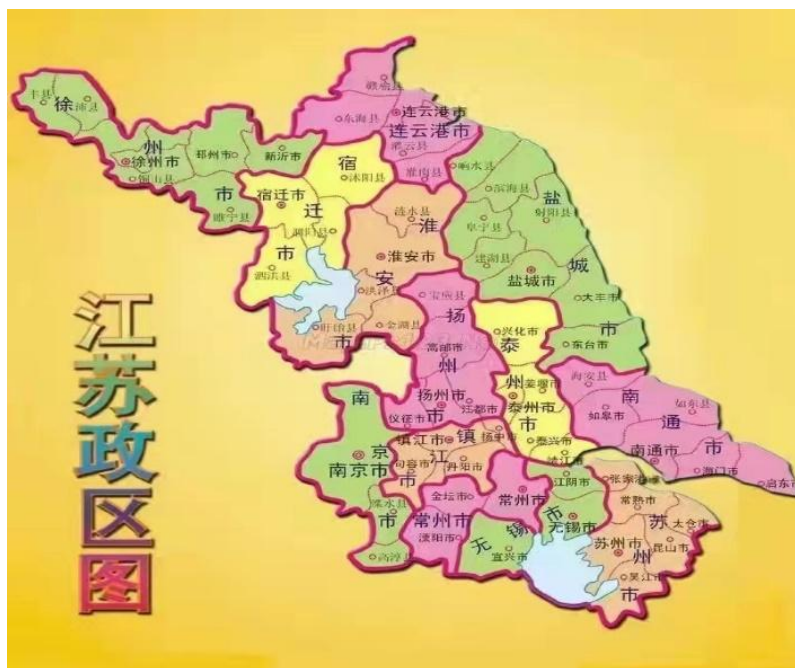 江苏政区图
徐州市
丰县
沛县
徐州市
铜山县
邳州市
新沂市
睢宁县
连云港市
赣榆县
东海县
连云港市
灌云县
灌南县
宿迁市
沭阳县
宿迁市
泗阳县
泗洪县
淮安市
涟水县
淮安市
洪泽县
盱眙县
金湖县
盐城市
响水县
滨海县
阜宁县
射阳县
建湖县
盐城市
大丰市
东台市
扬州市
宝应县
高邮市
扬州市
江都市
仪征市
泰州市
兴化市
姜堰市
泰州市
泰兴市
靖江市
南通市
海安县
如皋市
如东县
南通市
海门市
启东市
南京市
南京市
溧水县
高淳县
镇江市
镇江市
扬中市
句容市
丹阳市
常州市
金坛市
常州市
溧阳市
无锡市
江阴市
无锡市
宜兴市
苏州市
张家港市
常熟市
太仓市
苏州市
昆山市
吴江市